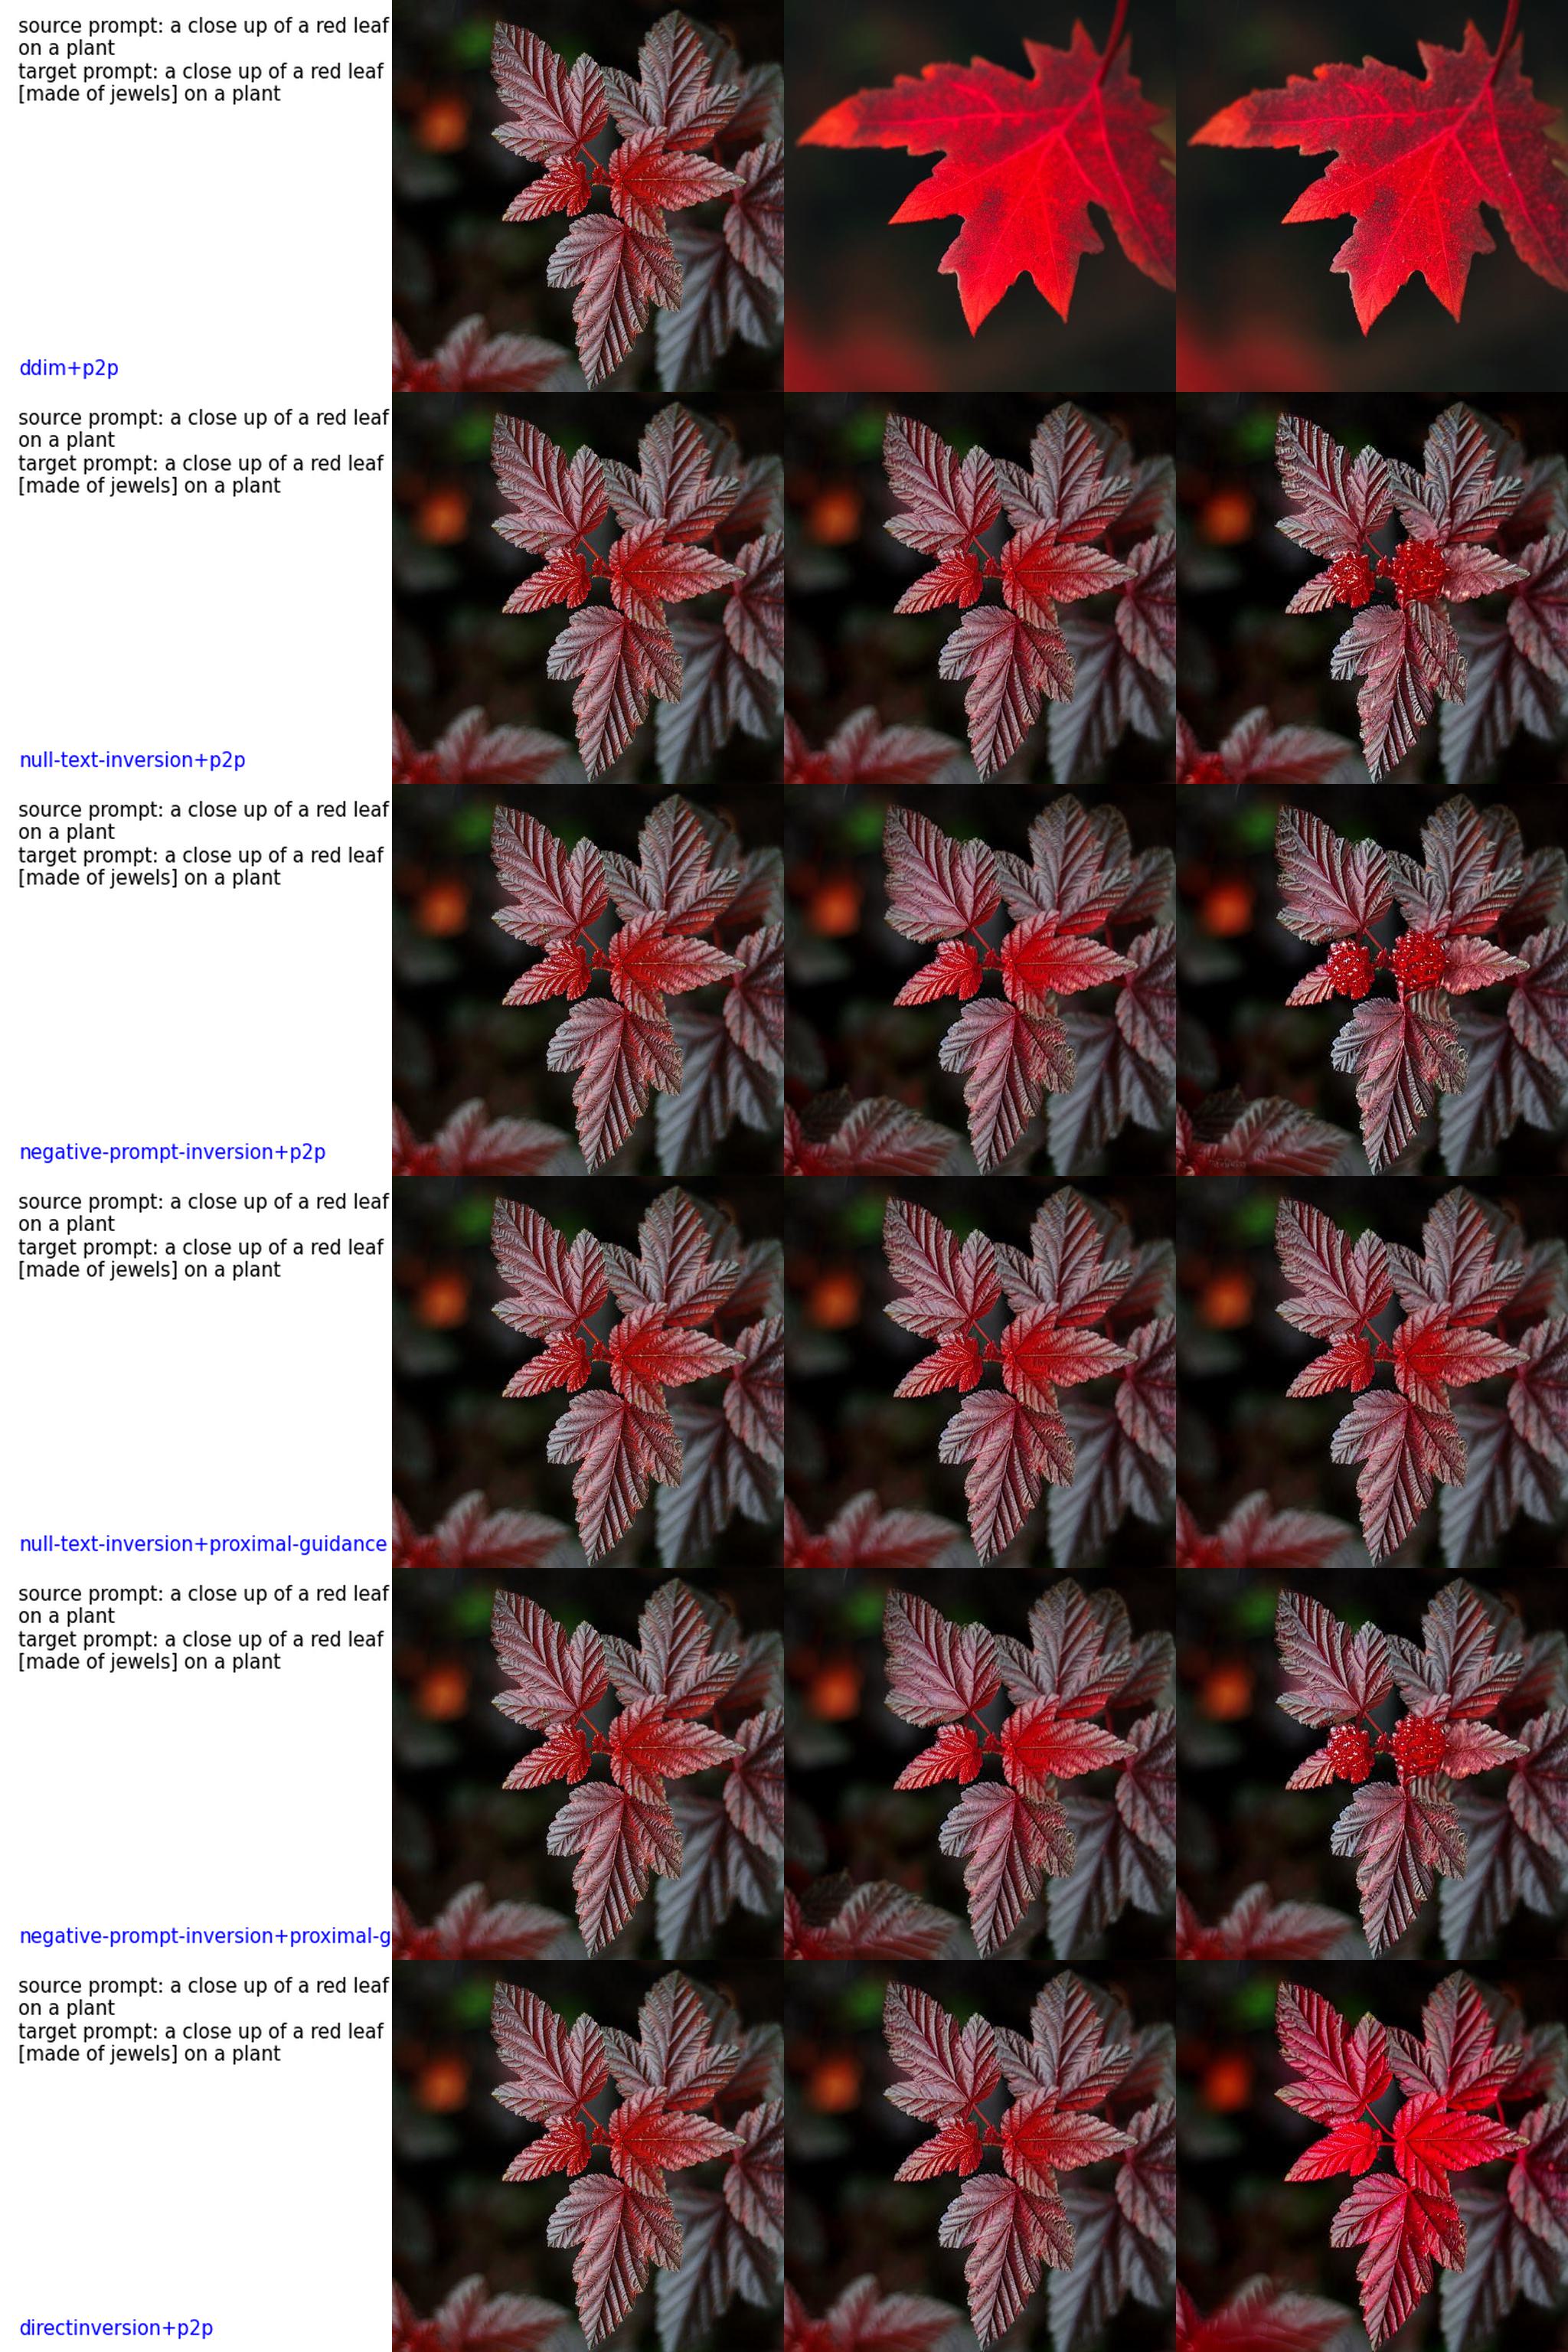 source prompt: a close up of a red leaf
on a plant
target prompt: a close up of a red leaf
[made of jewels] on a plant
ddim+p2p
source prompt: a close up of a red leaf
on a plant
target prompt: a close up of a red leaf
[made of jewels] on a plant
null-text-inversion+p2p
source prompt: a close up of a red leaf
on a plant
target prompt: a close up of a red leaf
[made of jewels] on a plant
negative-prompt-inversion+p2p
source prompt: a close up of a red leaf
on a plant
target prompt: a close up of a red leaf
[made of jewels] on a plant
null-text-inversion+proximal-guidance
source prompt: a close up of a red leaf
on a plant
target prompt: a close up of a red leaf
[made of jewels] on a plant
negative-prompt-inversion+proximal-g
source prompt: a close up of a red leaf
on a plant
target prompt: a close up of a red leaf
[made of jewels] on a plant
directinversion+p2p